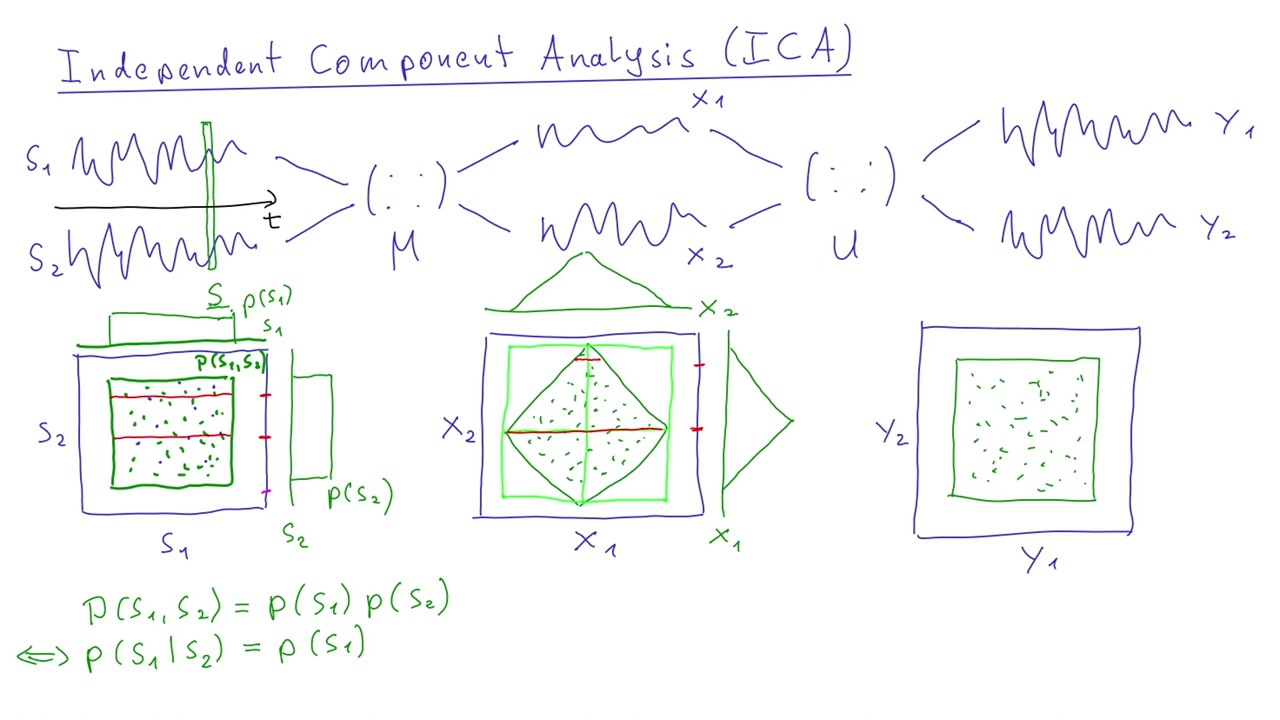 Independent Component Analysis (ICA)
x1
S1
y1
(: :)
(: :)
t
S2
M
x2
U
y2
S
p(s1)
s1
x2
p(s1,s2)
S2
x2
y2
p(s2)
S1
S2
x1
x1
y1
p(s1,s2) = p(s1) p(s2)
⟺ p(s1|s2) = p(s1)